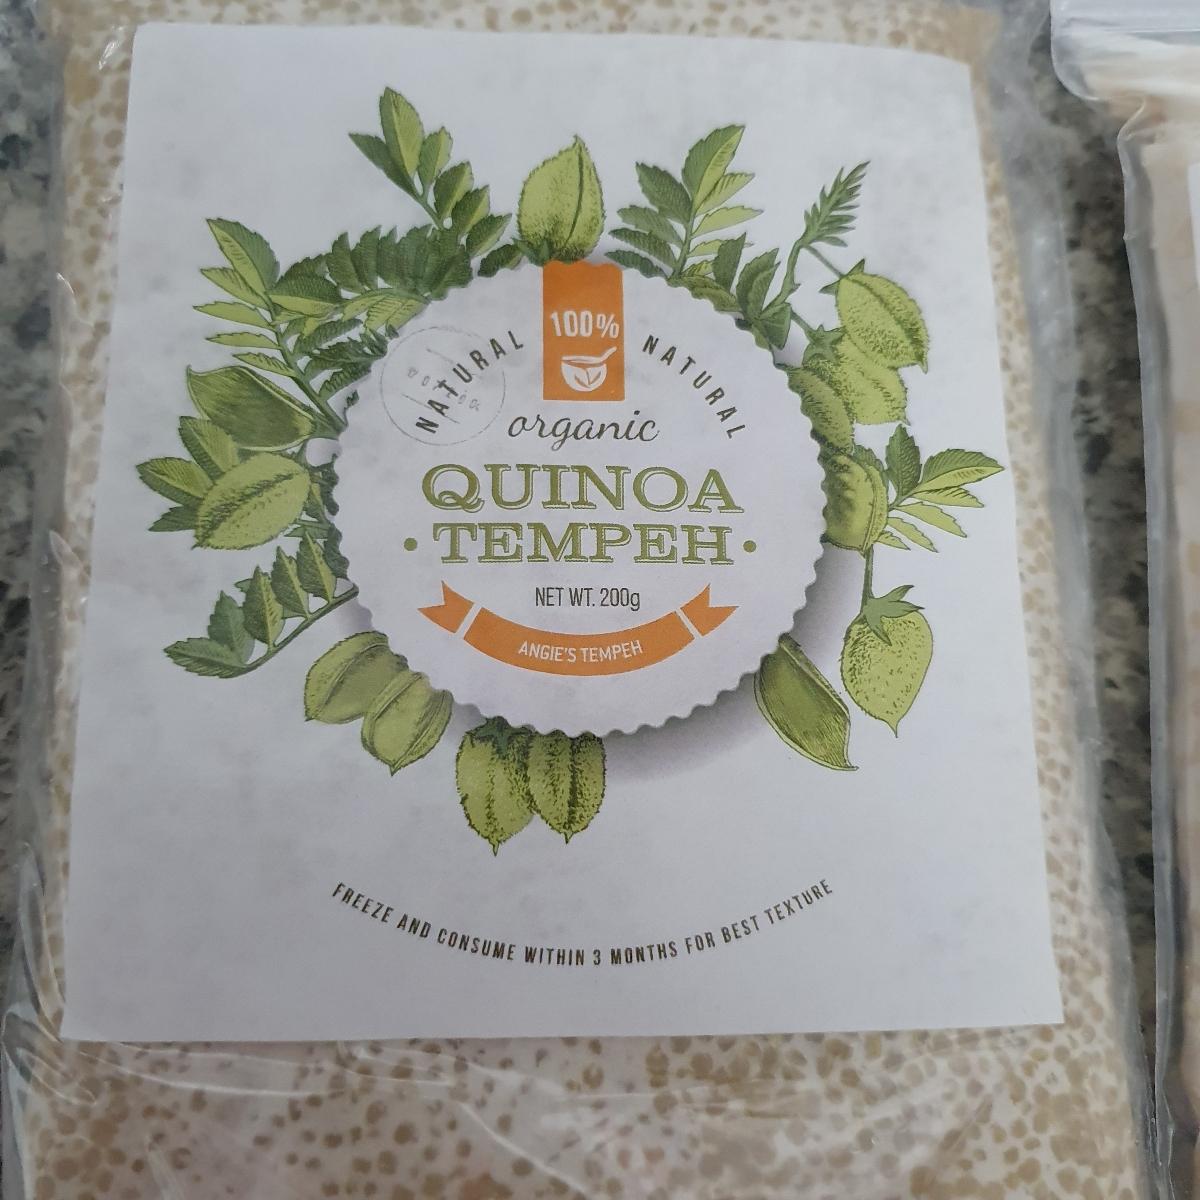 100%
NATURAL NATURAL
organic
QUINOA
• TEMPEH •
NET WT. 200g
ANGIE'S TEMPEH
FREEZE AND CONSUME WITHIN 3 MONTHS FOR BEST TEXTURE